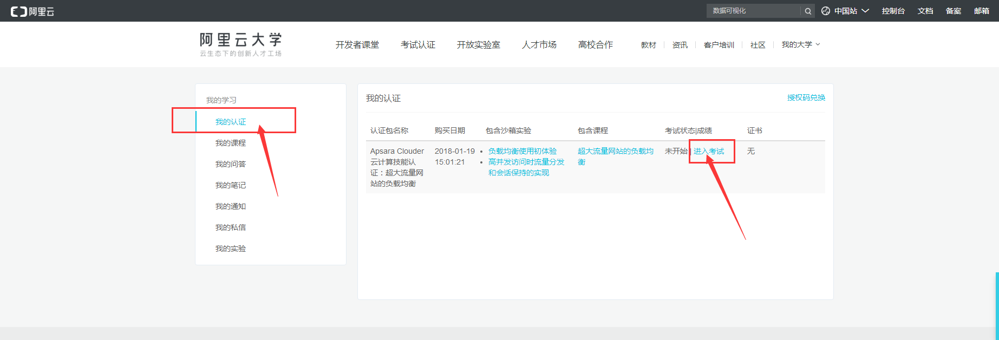 阿里云
数据可视化
中国站
控制台
文档
备案
邮箱
阿里云大学
云生态下的创新人才工场
开发者课堂
考试认证
开放实验室
人才市场
高校合作
教材
资讯
客户培训
社区
我的大学
我的学习
我的认证
我的课程
我的问答
我的笔记
我的通知
我的私信
我的实验
我的认证
授权码兑换
认证包名称
购买日期
包含沙箱实验
包含课程
考试状态|成绩
证书
Apsara Clouder
云计算技能认
证：超大流量网
站的负载均衡
2018-01-19
15:01:21
负载均衡使用初体验
高并发访问时流量分发
和会话保持的实现
超大流量网站的负载均
衡
未开始 | 进入考试
无